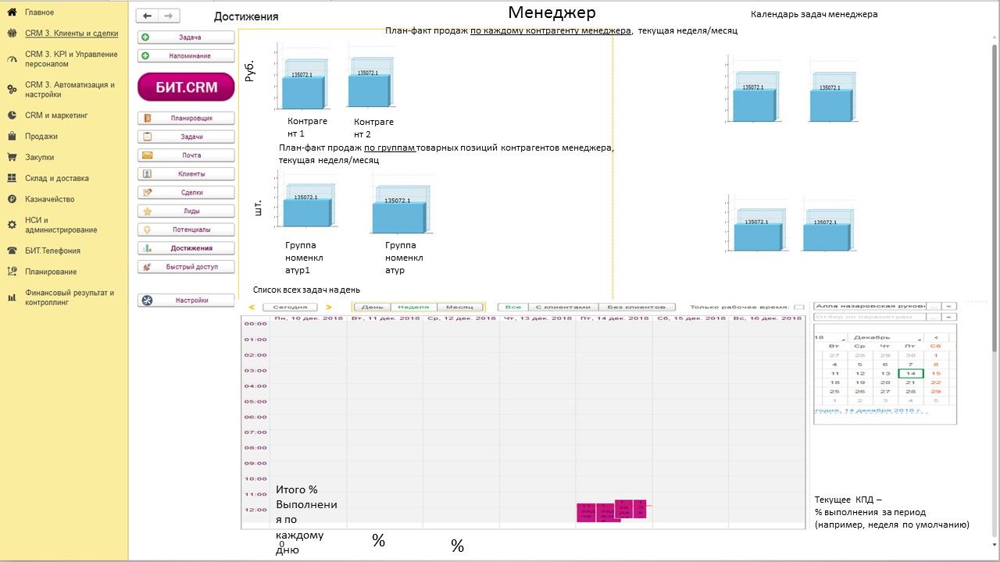 Главное
CRM 3. Клиенты и сделки
CRM 3. KPI и Управление
персоналом
CRM 3. Автоматизация и
настройки
CRM и маркетинг
Продажи
Закупки
Склад и доставка
Казначейство
НСИ и
администрирование
БИТ.Телефония
Планирование
Финансовый результат и
контроллинг
Достижения
Задача
Напоминание
БИТ.CRM
Планировщик
Задачи
Почта
Клиенты
Сделки
Лиды
Потенциалы
Достижения
Быстрый доступ
Настройки
Менеджер
Календарь задач менеджера
План-факт продаж по каждому контрагенту менеджера, текущая неделя/месяц
Руб.
135072.1
135072.1
135072.1
135072.1
Контраге
нт 1
Контраге
нт 2
План-факт продаж по группам товарных позиций контрагентов менеджера,
текущая неделя/месяц
шт.
135072.1
135072.1
135072.1
135072.1
Группа
номенкл
атур1
Группа
номенкл
атур
Список всех задач на день
< Сегодня > День Неделя Месяц Все С клиентами Без клиентов Только рабочее время:
Пн, 10 дек. 2018 Вт, 11 дек. 2018 Ср, 12 дек. 2018 Чт, 13 дек. 2018 Пт, 14 дек. 2018 Сб, 15 дек. 2018 Вс, 16 дек. 2018
00:00
01:00
02:00
03:00
04:00
05:00
06:00
07:00
08:00
09:00
10:00
11:00
12:00
Алла назаровская руков
Отбор по параметрам
18 Декабрь <
Вт Ср Чт Пт Сб
27 28 29 30 1
4 5 6 7 8
11 12 13 14 15
18 19 20 21 22
25 26 27 28 29
1 2 3 4 5
годня, 14 декабря 2018 г.
Итого %
Выполнени
я по
каждому
дню
0
%
%
Текущее КПД –
% выполнения за период
(например, неделя по умолчанию)